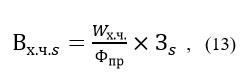 Вх.ч.s = Wх.ч./Фпр × Зs , (13)